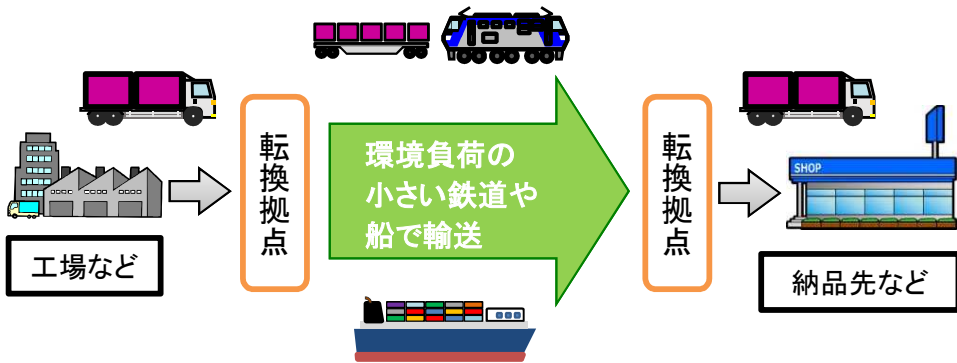 工場など
転換拠点
環境負荷の
小さい鉄道や
船で輸送
転換拠点
SHOP
納品先など